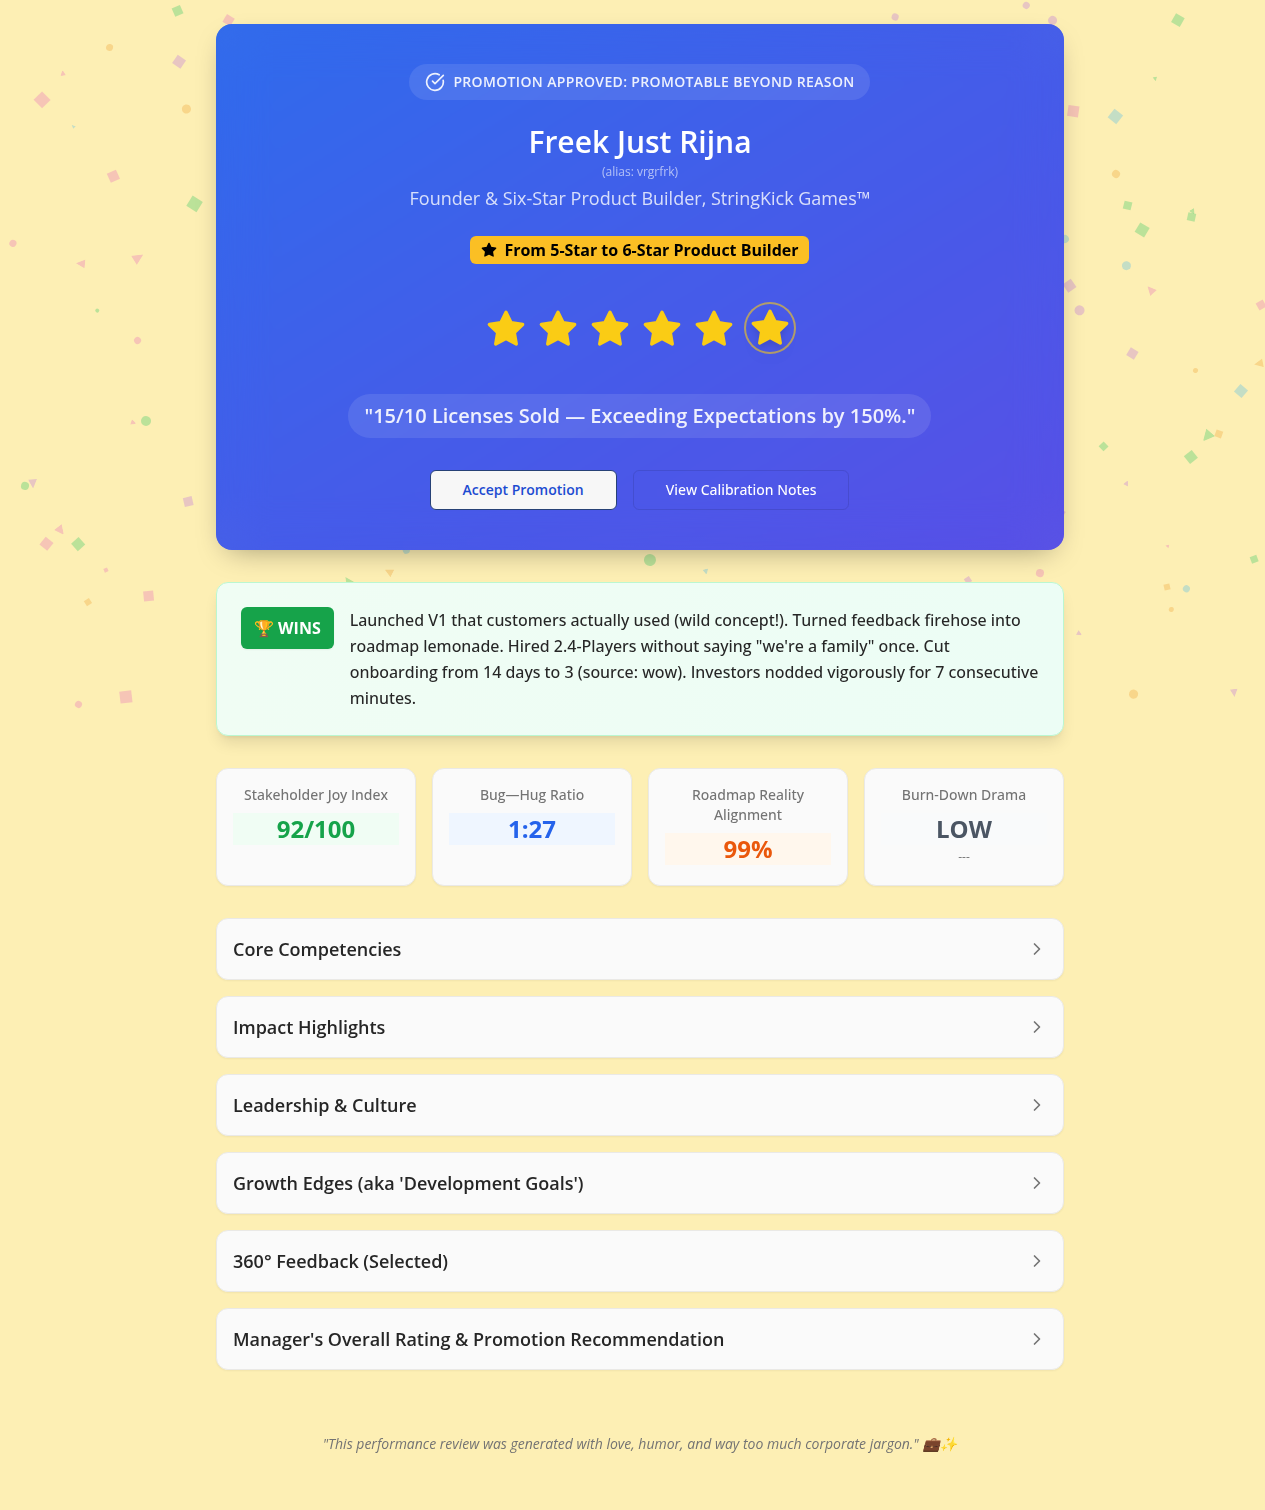 PROMOTION APPROVED: PROMOTABLE BEYOND REASON
Freek Just Rijna
(alias: vrgrfrk)
Founder & Six-Star Product Builder, StringKick Games™
From 5-Star to 6-Star Product Builder
"15/10 Licenses Sold — Exceeding Expectations by 150%."
Accept Promotion
View Calibration Notes
🏆 WINS
Launched V1 that customers actually used (wild concept!). Turned feedback firehose into
roadmap lemonade. Hired 2.4-Players without saying "we're a family" once. Cut
onboarding from 14 days to 3 (source: wow). Investors nodded vigorously for 7 consecutive
minutes.
Stakeholder Joy Index
92/100
Bug—Hug Ratio
1:27
Roadmap Reality
Alignment
99%
Burn-Down Drama
LOW
---
Core Competencies
Impact Highlights
Leadership & Culture
Growth Edges (aka 'Development Goals')
360° Feedback (Selected)
Manager's Overall Rating & Promotion Recommendation
"This performance review was generated with love, humor, and way too much corporate jargon." 💼✨